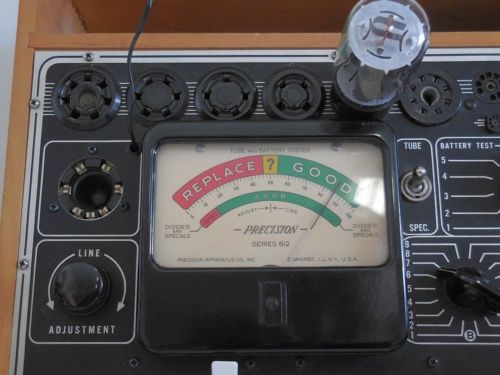 TUBE AND BATTERY TESTER
REPLACE ? GOOD
GOOD
ADJUST LINE
DIODES AND SPECIALS
DIODES AND SPECIALS
PRECISION
SERIES 612
PRECISION APPARATUS CO., INC.
ELMHURST, L.I., N.Y., U.S.A.
LINE
ADJUSTMENT
TUBE
SPEC.
BATTERY TEST
5
4
3
2
1
9
8
7
6
5
4
3
2
1
B